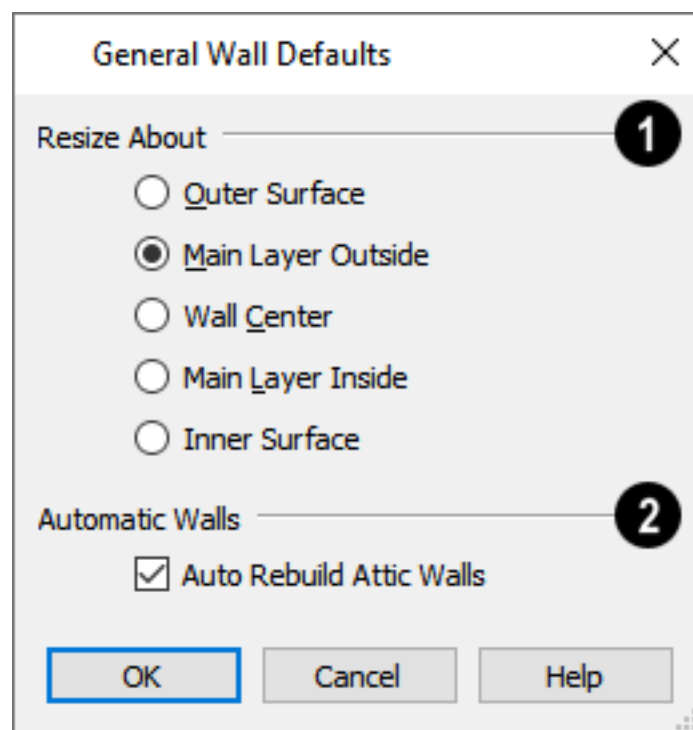 General Wall Defaults
Resize About 1
Outer Surface
Main Layer Outside
Wall Center
Main Layer Inside
Inner Surface
Automatic Walls 2
Auto Rebuild Attic Walls
OK Cancel Help